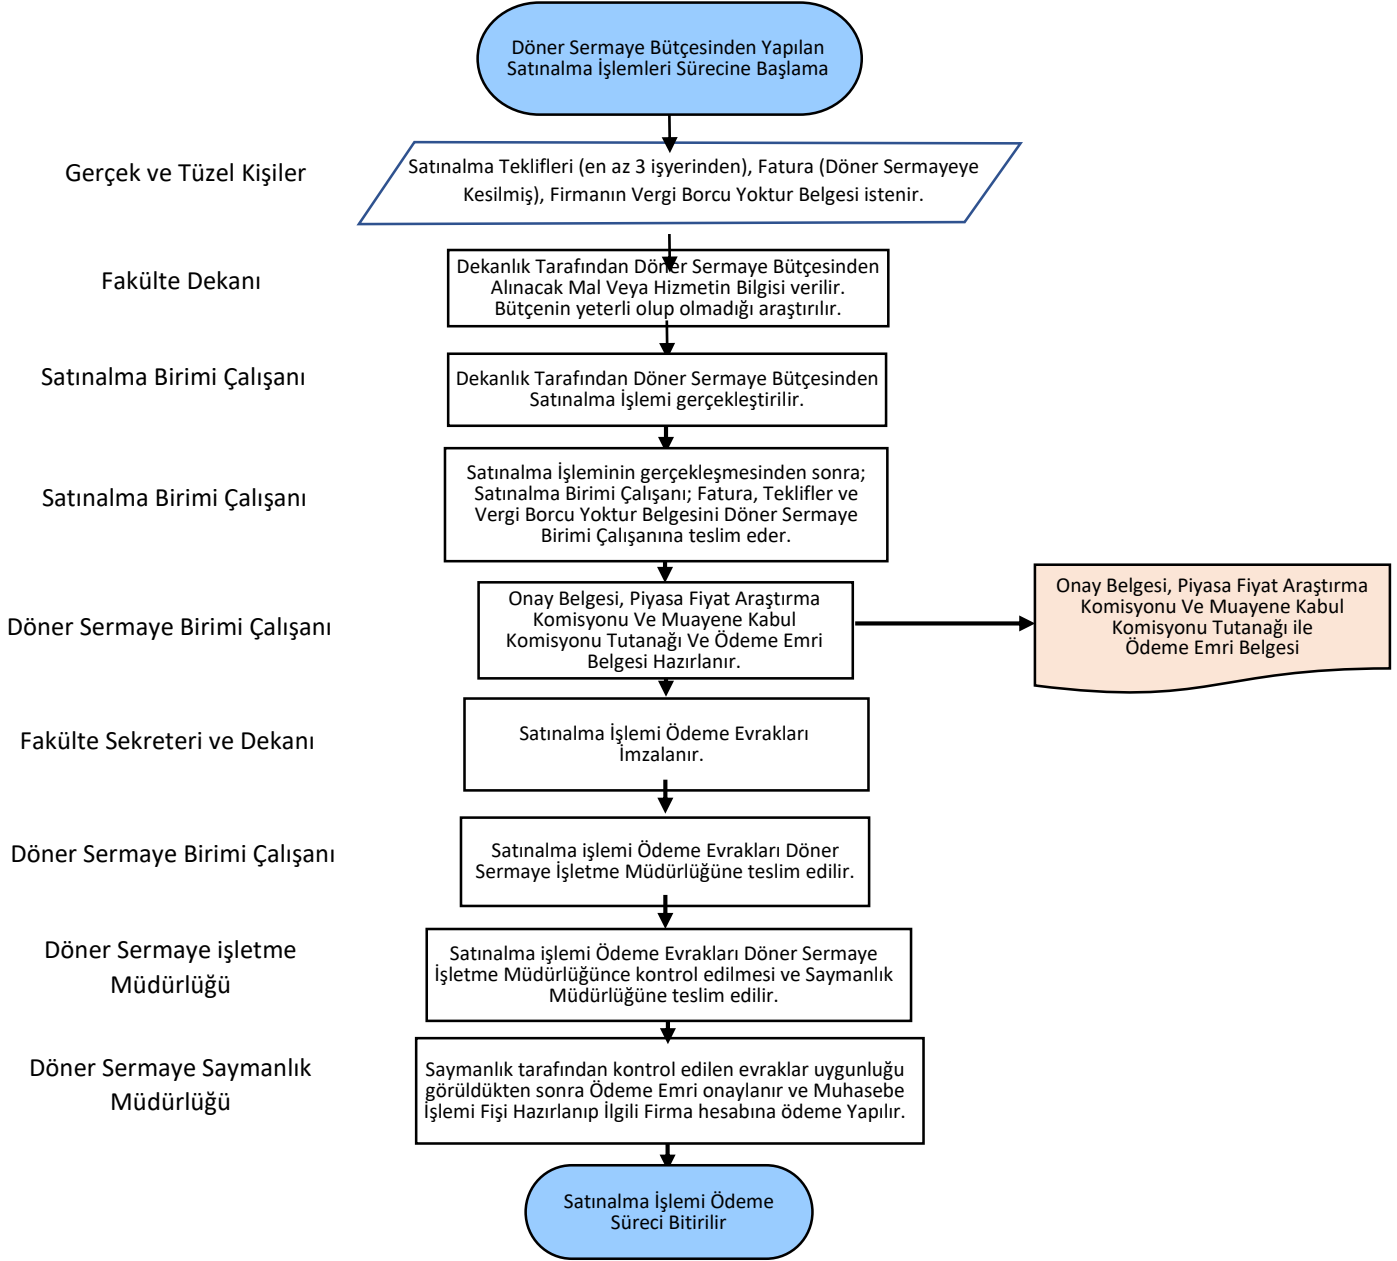 Döner Sermaye Bütçesinden Yapılan
Satınalma İşlemleri Sürecine Başlama
Gerçek ve Tüzel Kişiler
Satınalma Teklifleri (en az 3 işyerinden), Fatura (Döner Sermayeye
Kesilmiş), Firmanın Vergi Borcu Yoktur Belgesi istenir.
Fakülte Dekanı
Dekanlık Tarafından Döner Sermaye Bütçesinden
Alınacak Mal Veya Hizmetin Bilgisi verilir.
Bütçenin yeterli olup olmadığı araştırılır.
Satınalma Birimi Çalışanı
Dekanlık Tarafından Döner Sermaye Bütçesinden
Satınalma İşlemi gerçekleştirilir.
Satınalma Birimi Çalışanı
Satınalma İşleminin gerçekleşmesinden sonra;
Satınalma Birimi Çalışanı; Fatura, Teklifler ve
Vergi Borcu Yoktur Belgesini Döner Sermaye
Birimi Çalışanına teslim eder.
Döner Sermaye Birimi Çalışanı
Onay Belgesi, Piyasa Fiyat Araştırma
Komisyonu Ve Muayene Kabul
Komisyonu Tutanağı Ve Ödeme Emri
Belgesi Hazırlanır.
Onay Belgesi, Piyasa Fiyat Araştırma
Komisyonu Ve Muayene Kabul
Komisyonu Tutanağı ile
Ödeme Emri Belgesi
Fakülte Sekreteri ve Dekanı
Satınalma İşlemi Ödeme Evrakları
İmzalanır.
Döner Sermaye Birimi Çalışanı
Satınalma işlemi Ödeme Evrakları Döner
Sermaye İşletme Müdürlüğüne teslim edilir.
Döner Sermaye işletme
Müdürlüğü
Satınalma işlemi Ödeme Evrakları Döner Sermaye
İşletme Müdürlüğünce kontrol edilmesi ve Saymanlık
Müdürlüğüne teslim edilir.
Döner Sermaye Saymanlık
Müdürlüğü
Saymanlık tarafından kontrol edilen evraklar uygunluğu
görüldükten sonra Ödeme Emri onaylanır ve Muhasebe
İşlemi Fişi Hazırlanıp İlgili Firma hesabına ödeme Yapılır.
Satınalma İşlemi Ödeme
Süreci Bitirilir